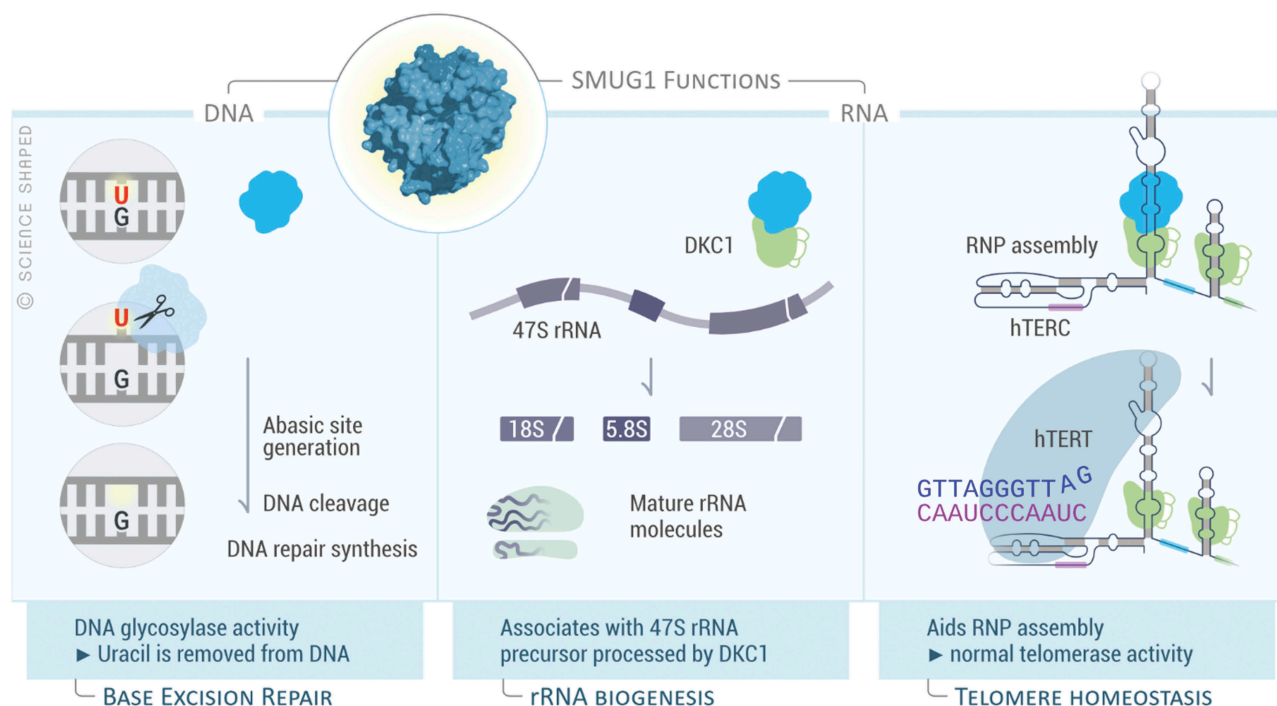 SMUG1 FUNCTIONS
DNA
RNA
© SCIENCE SHAPED
U
G
U
G
G
Abasic site
generation
DNA cleavage
DNA repair synthesis
DKC1
47S rRNA
18S
5.8S
28S
Mature rRNA
molecules
RNP assembly
hTERC
hTERT
GTTAGGGTTAG
CAAUCCCAAUC
DNA glycosylase activity
► Uracil is removed from DNA
BASE EXCISION REPAIR
Associates with 47S rRNA
precursor processed by DKC1
rRNA BIOGENESIS
Aids RNP assembly
► normal telomerase activity
TELOMERE HOMEOSTASIS